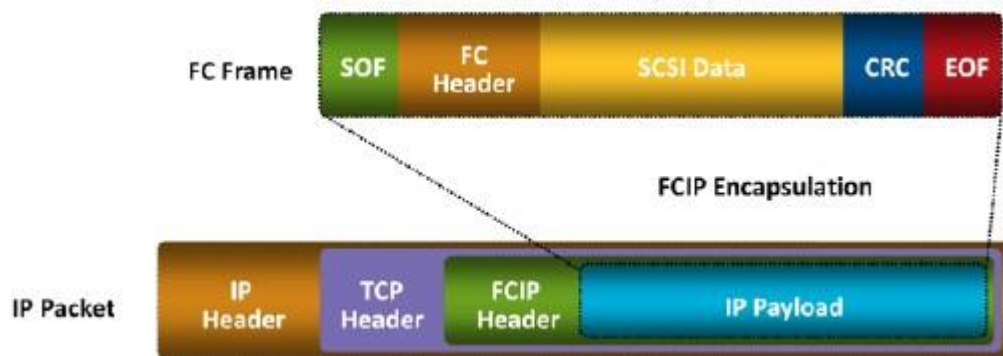 FC Frame
SOF
FC
Header
SCSI Data
CRC
EOF
FCIP Encapsulation
IP Packet
IP
Header
TCP
Header
FCIP
Header
IP Payload